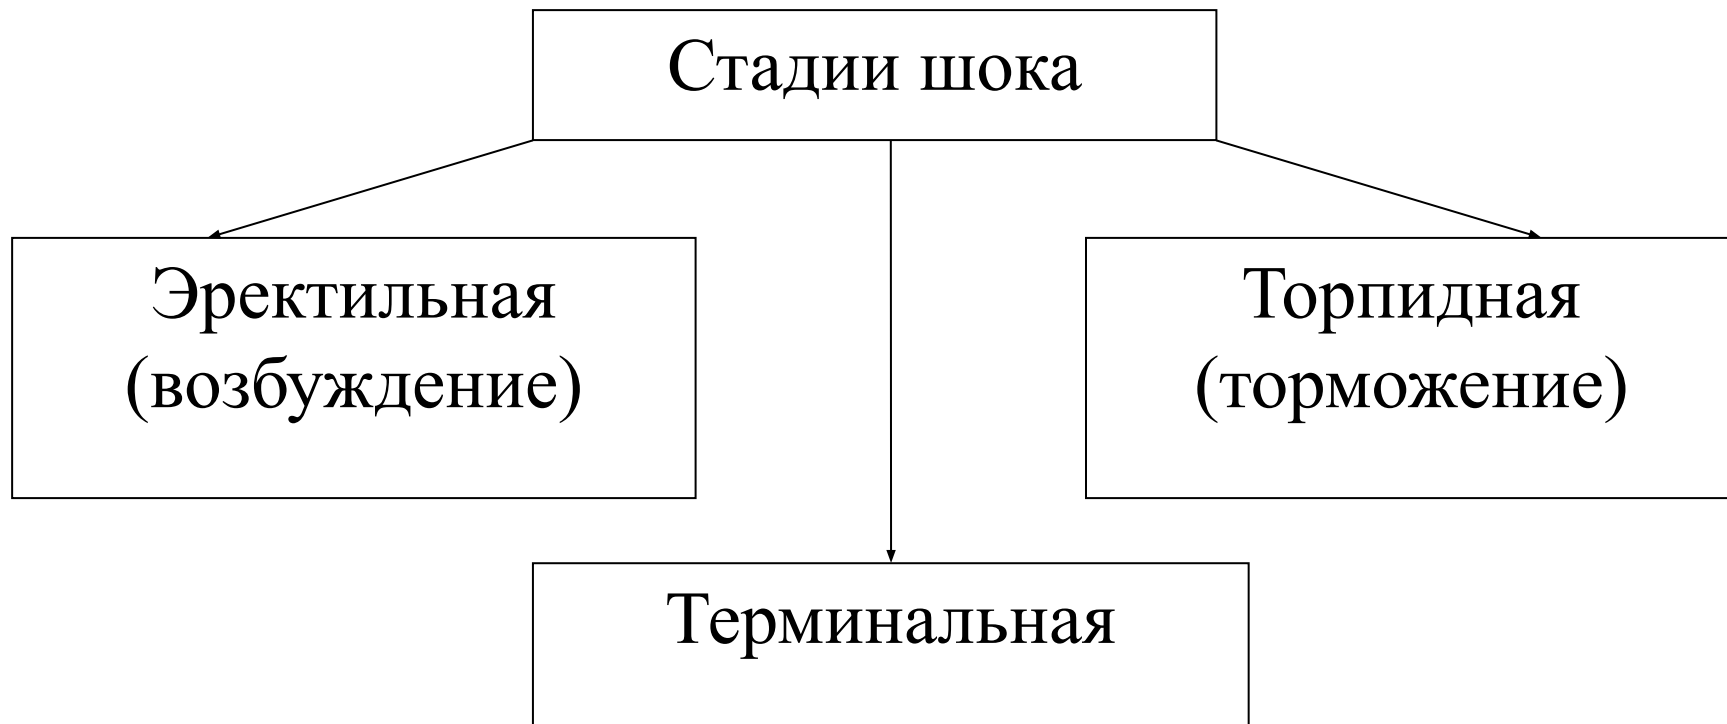 Стадии шока
Эректильная
(возбуждение)
Торпидная
(торможение)
Терминальная